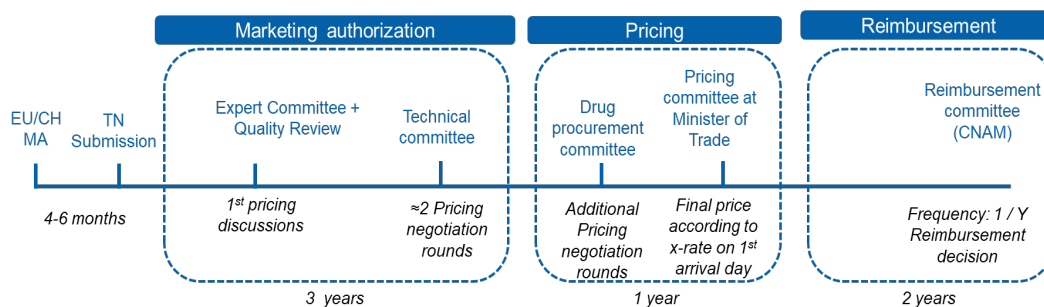 Marketing authorization
Pricing
Reimbursement
EU/CH
MA
TN
Submission
Expert Committee +
Quality Review
Technical
committee
Drug
procurement
committee
Pricing
committee at
Minister of
Trade
Reimbursement
committee
(CNAM)
4-6 months
1st pricing
discussions
≈2 Pricing
negotiation
rounds
Additional
Pricing
negotiation
rounds
Final price
according to
x-rate on 1st
arrival day
Frequency: 1 / Y
Reimbursement
decision
3 years
1 year
2 years